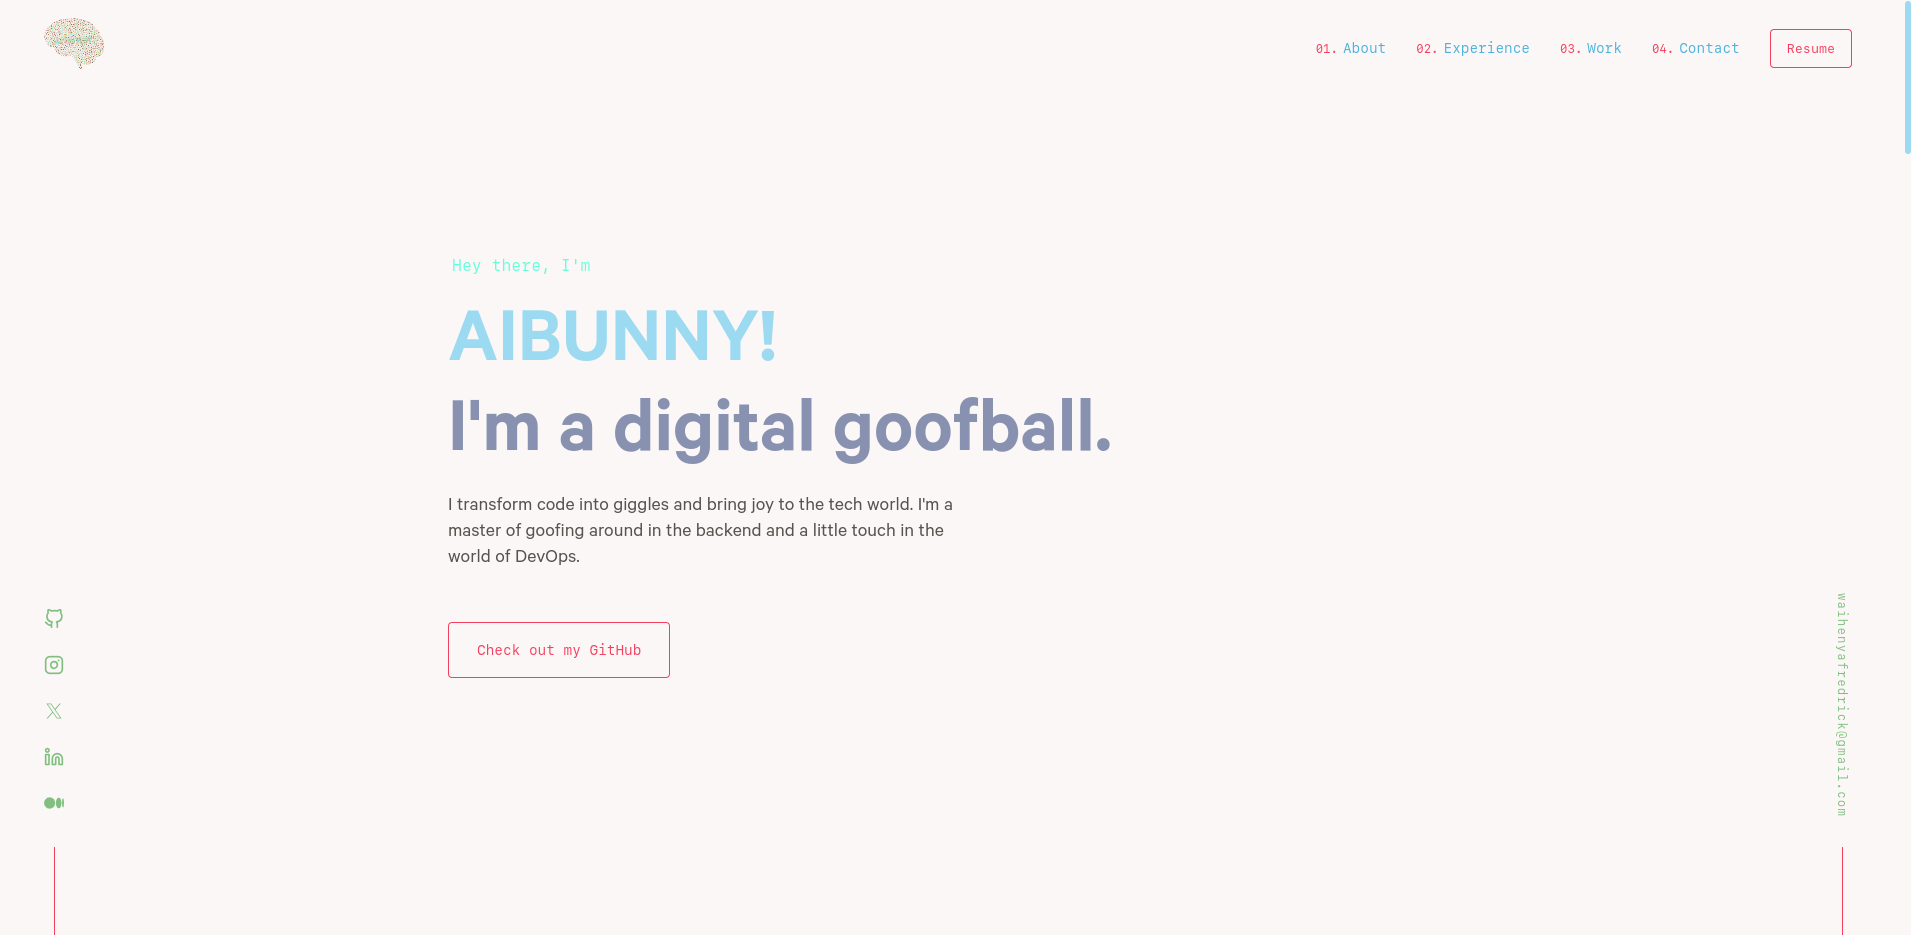 01. About 02. Experience 03. Work 04. Contact Resume
Hey there, I'm
AIBUNNY!
I'm a digital goofball.
I transform code into giggles and bring joy to the tech world. I'm a
master of goofing around in the backend and a little touch in the
world of DevOps.
Check out my GitHub
waihenyafredrick@gmail.com